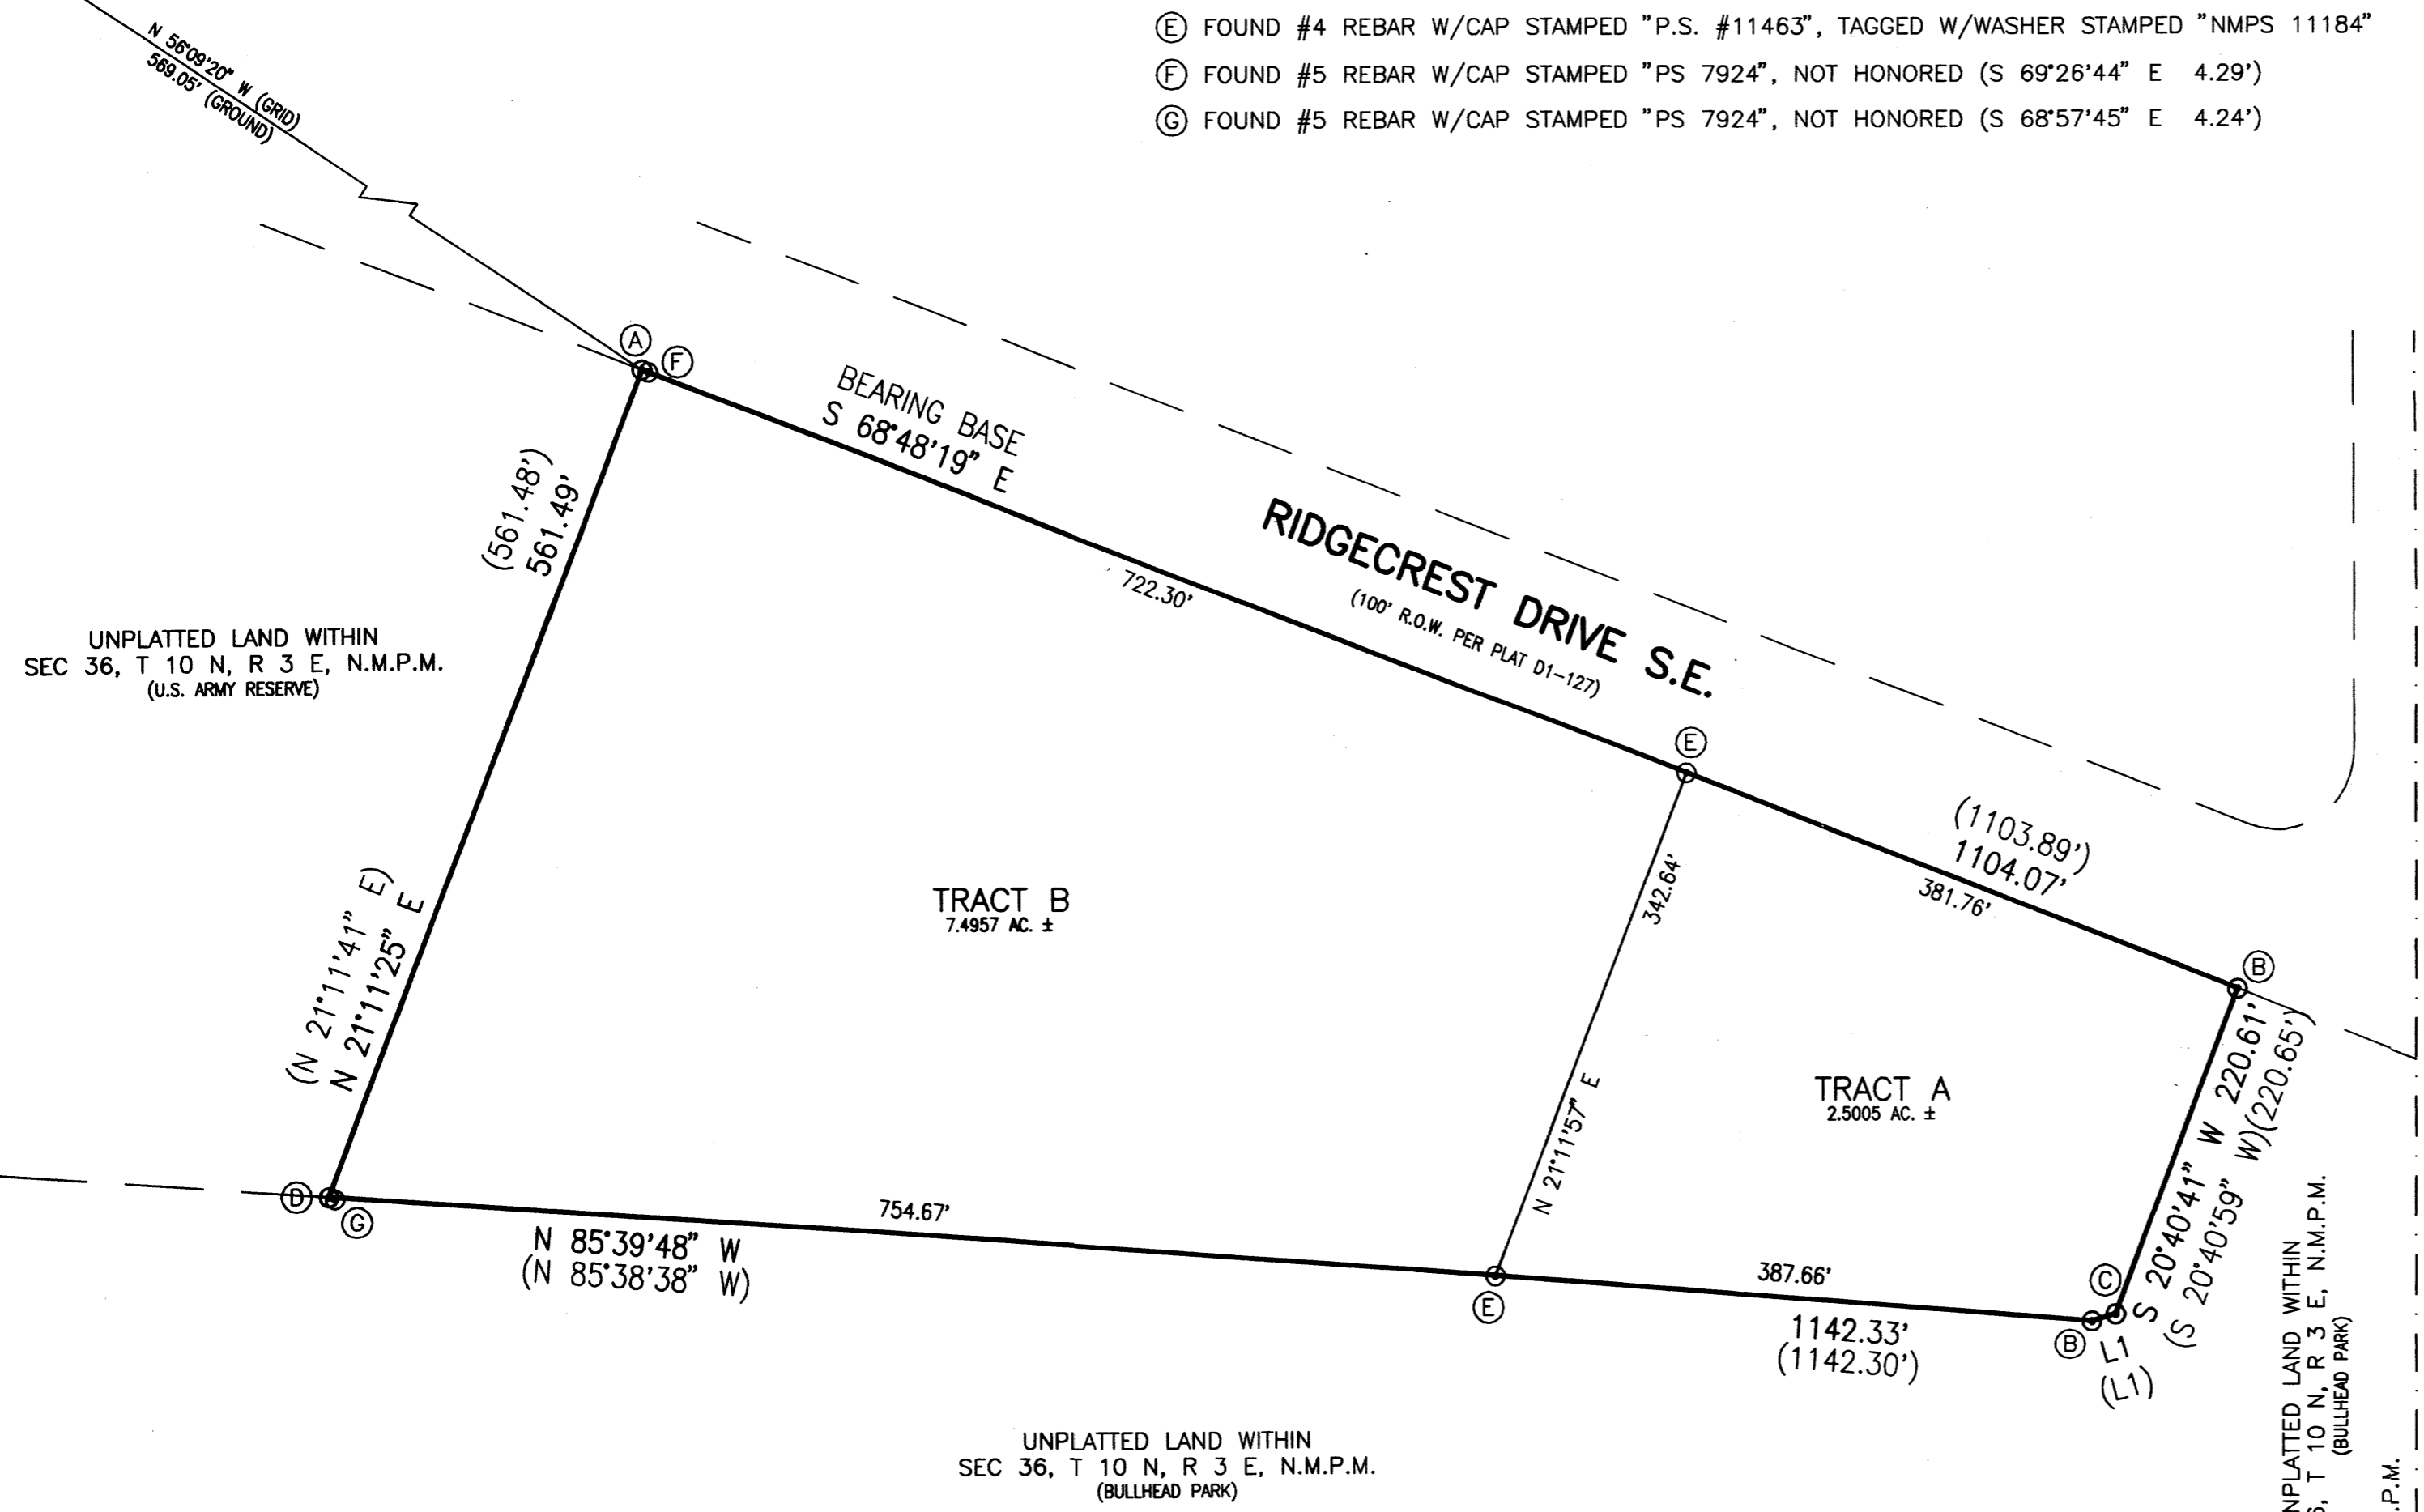 Ⓔ FOUND #4 REBAR W/CAP STAMPED "P.S. #11463", TAGGED W/WASHER STAMPED "NMPS 11184"
Ⓕ FOUND #5 REBAR W/CAP STAMPED "PS 7924", NOT HONORED (S 69°26'44" E 4.29')
Ⓖ FOUND #5 REBAR W/CAP STAMPED "PS 7924", NOT HONORED (S 68°57'45" E 4.24')
N 56°09'20" W (GRID)
569.05' (GROUND)
Ⓐ
Ⓕ
BEARING BASE
S 68°48'19" E
(561.48')
561.49'
RIDGECREST DRIVE S.E.
(100' R.O.W. PER PLAT D1-127)
722.30'
UNPLATTED LAND WITHIN
SEC 36, T 10 N, R 3 E, N.M.P.M.
(U.S. ARMY RESERVE)
Ⓔ
(1103.89')
1104.07'
381.76'
342.64'
(N 21°11'41" E)
N 21°11'25" E
TRACT B
7.4957 AC. ±
Ⓑ
TRACT A
2.5005 AC. ±
N 21°11'57" E
S 20°40'41" W 220.61'
(S 20°40'59" W)(220.65')
Ⓓ
Ⓖ
754.67'
N 85°39'48" W
(N 85°38'38" W)
Ⓔ
387.66'
1142.33'
(1142.30')
Ⓒ
Ⓑ
L1
(L1)
UNPLATTED LAND WITHIN
SEC 36, T 10 N, R 3 E, N.M.P.M.
(BULLHEAD PARK)
NPLATTED LAND WITHIN
6, T 10 N, R 3 E, N.M.P.M.
(BULLHEAD PARK)
.P.M.